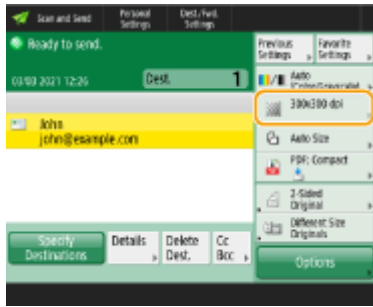 Scan and Send
Personal Settings
Dest./Fwd. Settings
Ready to send.
Previous Settings
Favorite Settings
03/03 2021 12:26
Dest.
1
Auto
(Color/Grayscale)
300x300 dpi
John
john@example.com
Auto Size
PDF; Compact
2-Sided
Original
Different Size
Originals
Specify
Destinations
Details
Delete
Dest.
Cc
Bcc
Options